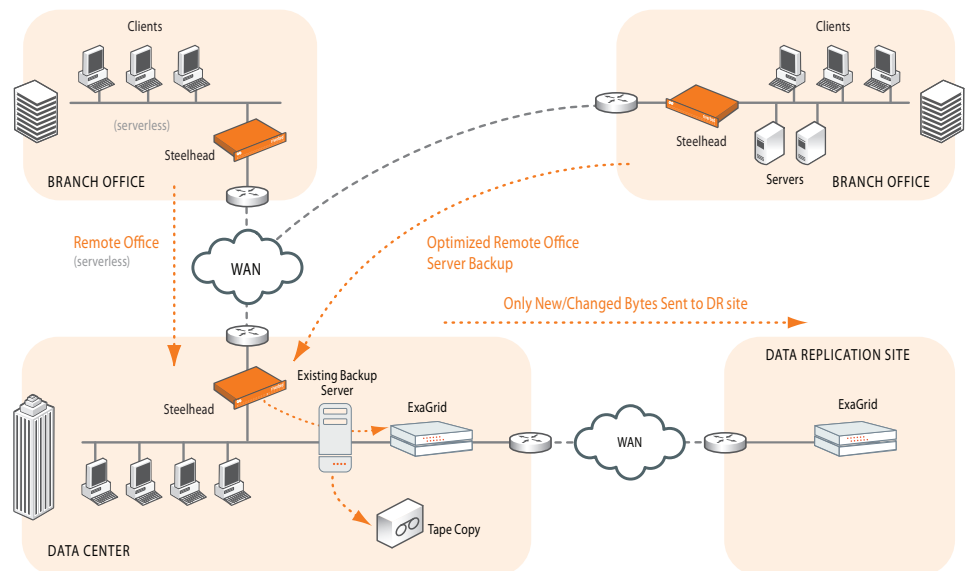 Clients
(serverless)
Steelhead
BRANCH OFFICE
Clients
Steelhead
Servers
BRANCH OFFICE
Remote Office
(serverless)
WAN
Optimized Remote Office
Server Backup
Only New/Changed Bytes Sent to DR site
Steelhead
Existing Backup
Server
ExaGrid
Tape Copy
DATA CENTER
WAN
DATA REPLICATION SITE
ExaGrid